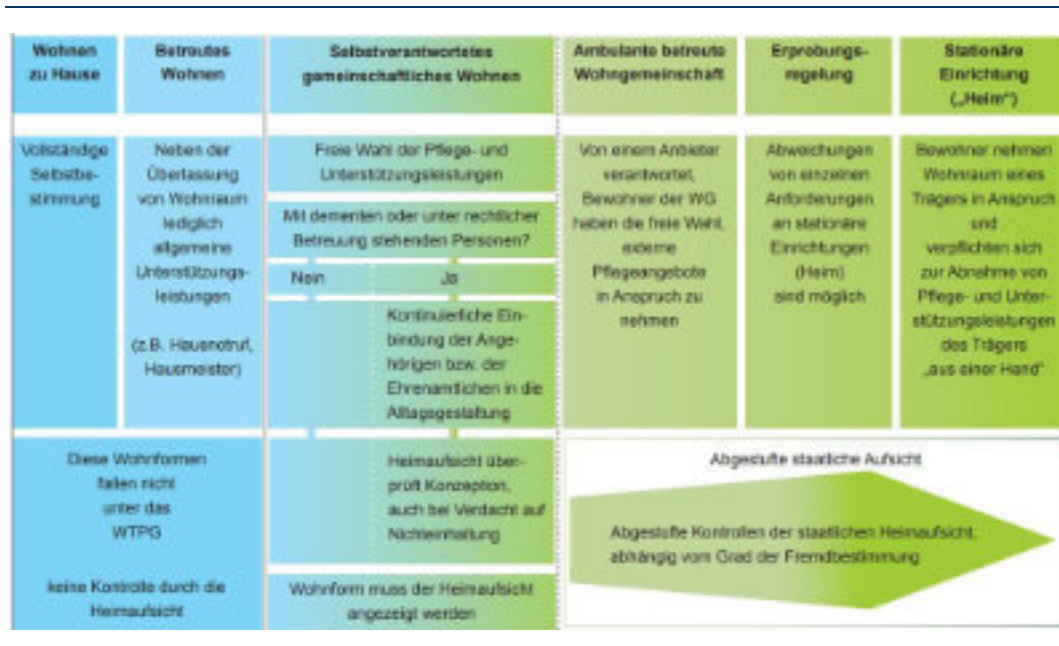 Wohnen
zu Hause
Betreutes
Wohnen
Selbstverantwortetes
gemeinschaftliches Wohnen
Ambulante betreute
Wohngemeinschaft
Erprobungs-
regelung
Stationäre
Einrichtung
(„Heim“)
Vollständige
Selbstbe-
stimmung
Neben der
Überlassung
von Wohnraum
lediglich
allgemeine
Unterstützungs-
leistungen
(z.B. Hausnotruf,
Hausmeister)
Freie Wahl der Pflege- und
Unterstützungsleistungen
Mit dementen oder unter rechtlicher
Betreuung stehenden Personen?
Nein
Ja
Kontinuierliche Ein-
bindung der Ange-
hörigen bzw. der
Ehrenamtlichen in die
Alltagsgestaltung
Von einem Anbieter
verantwortet,
Bewohner der WG
haben die freie Wahl,
externe
Pflegeangebote
in Anspruch zu
nehmen
Abweichungen
von einzelnen
Anforderungen
an stationäre
Einrichtungen
(Heim)
sind möglich
Bewohner nehmen
Wohnraum eines
Trägers in Anspruch
und
verpflichten sich
zur Abnahme von
Pflege- und Unter-
stützungsleistungen
des Trägers
„aus einer Hand“
Diese Wohnformen
fallen nicht
unter das
WTPG
keine Kontrolle durch die
Heimaufsicht
Heimaufsicht über-
prüft Konzeption,
auch bei Verdacht auf
Nichteinhaltung
Wohnform muss der Heimaufsicht
angezeigt werden
Abgestufte staatliche Aufsicht
Abgestufte Kontrollen der staatlichen Heimaufsicht,
abhängig vom Grad der Fremdbestimmung